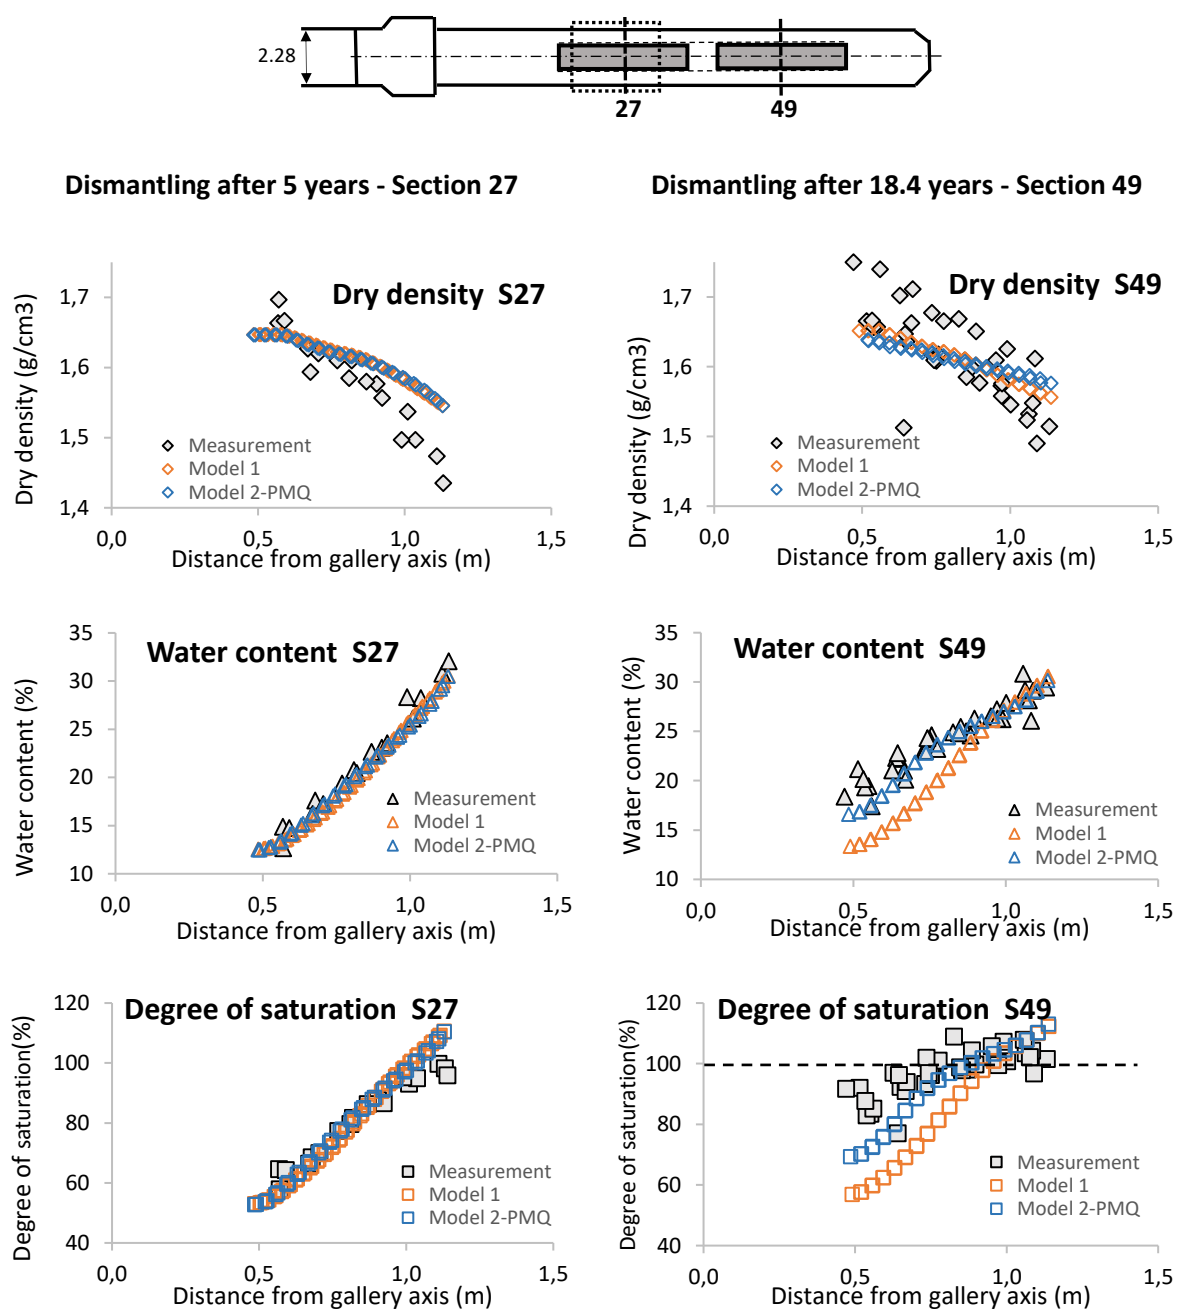 2.28
27
49
Dismantling after 5 years - Section 27
Dismantling after 18.4 years - Section 49
Dry density S27
Dry density (g/cm3)
1,7
1,6
1,5
1,4
Measurement
Model 1
Model 2-PMQ
0,0
0,5
1,0
1,5
Distance from gallery axis (m)
Dry density S49
Dry density (g/cm3)
1,7
1,6
1,5
1,4
Measurement
Model 1
Model 2-PMQ
0,0
0,5
1,0
1,5
Distance from gallery axis (m)
Water content S27
Water content (%)
35
30
25
20
15
10
Measurement
Model 1
Model 2-PMQ
0,0
0,5
1,0
1,5
Distance from gallery axis (m)
Water content S49
Water content (%)
35
30
25
20
15
10
Measurement
Model 1
Model 2-PMQ
0,0
0,5
1,0
1,5
Distance from gallery axis (m)
Degree of saturation S27
Degree of saturation(%)
120
100
80
60
40
Measurement
Model 1
Model 2-PMQ
0,0
0,5
1,0
1,5
Distance from gallery axis (m)
Degree of saturation S49
Degree of saturation(%)
120
100
80
60
40
Measurement
Model 1
Model 2-PMQ
0,0
0,5
1,0
1,5
Distance from gallery axis (m)